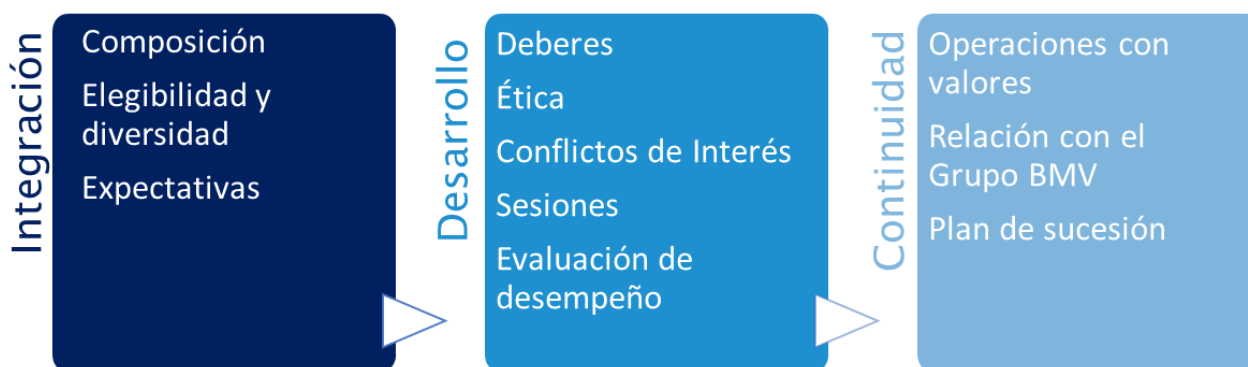 Integración
Composición
Elegibilidad y
diversidad
Expectativas
Desarrollo
Deberes
Ética
Conflictos de Interés
Sesiones
Evaluación de
desempeño
Continuidad
Operaciones con
valores
Relación con el
Grupo BMV
Plan de sucesión